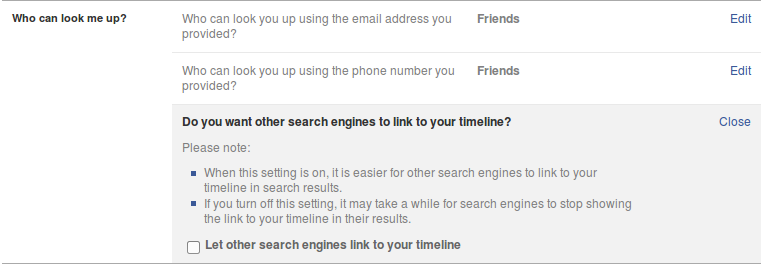 Who can look me up?
Who can look you up using the email address you
provided?
Friends
Edit
Who can look you up using the phone number you
provided?
Friends
Edit
Do you want other search engines to link to your timeline?
Close
Please note:
When this setting is on, it is easier for other search engines to link to your
timeline in search results.
If you turn off this setting, it may take a while for search engines to stop showing
the link to your timeline in their results.
Let other search engines link to your timeline